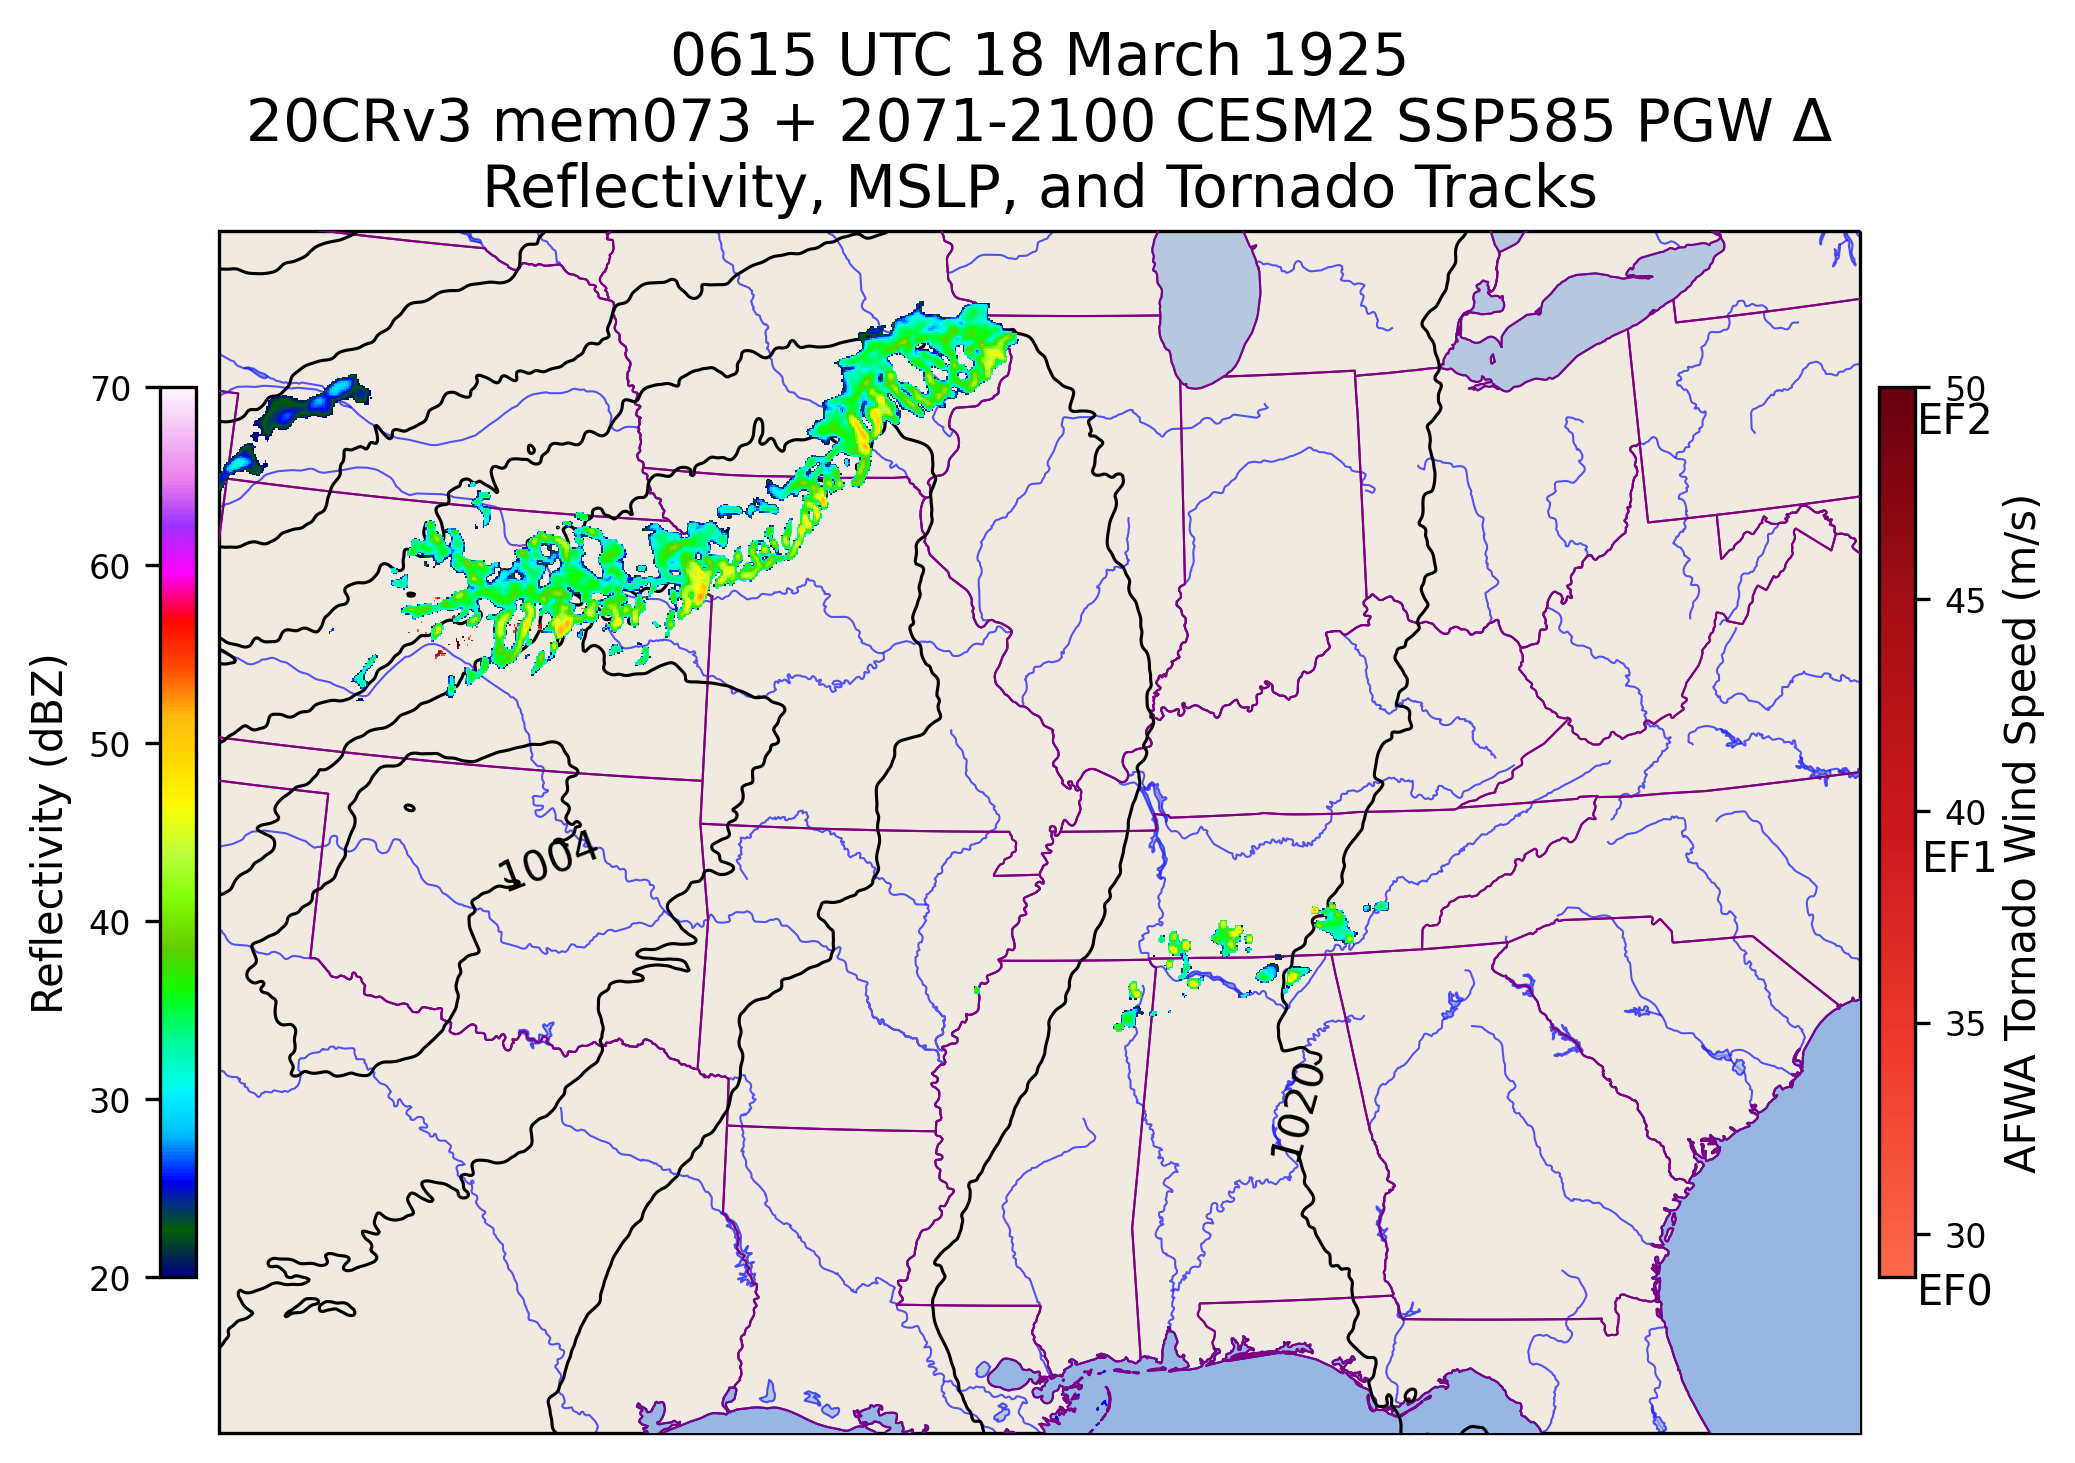 0615 UTC 18 March 1925
20CRv3 mem073 + 2071-2100 CESM2 SSP585 PGW Δ
Reflectivity, MSLP, and Tornado Tracks
70
60
50
40
30
20
Reflectivity (dBZ)
1004
1020
50
EF2
45
40
EF1
35
30
EF0
AFWA Tornado Wind Speed (m/s)